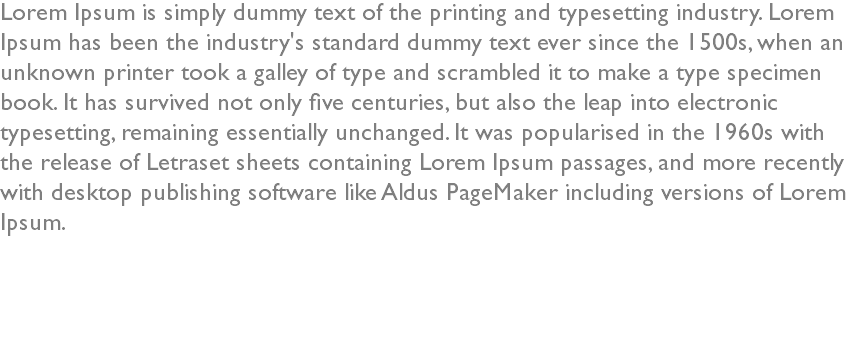 Lorem Ipsum is simply dummy text of the printing and typesetting industry. Lorem
Ipsum has been the industry's standard dummy text ever since the 1500s, when an
unknown printer took a galley of type and scrambled it to make a type specimen
book. It has survived not only five centuries, but also the leap into electronic
typesetting, remaining essentially unchanged. It was popularised in the 1960s with
the release of Letraset sheets containing Lorem Ipsum passages, and more recently
with desktop publishing software like Aldus PageMaker including versions of Lorem
Ipsum.